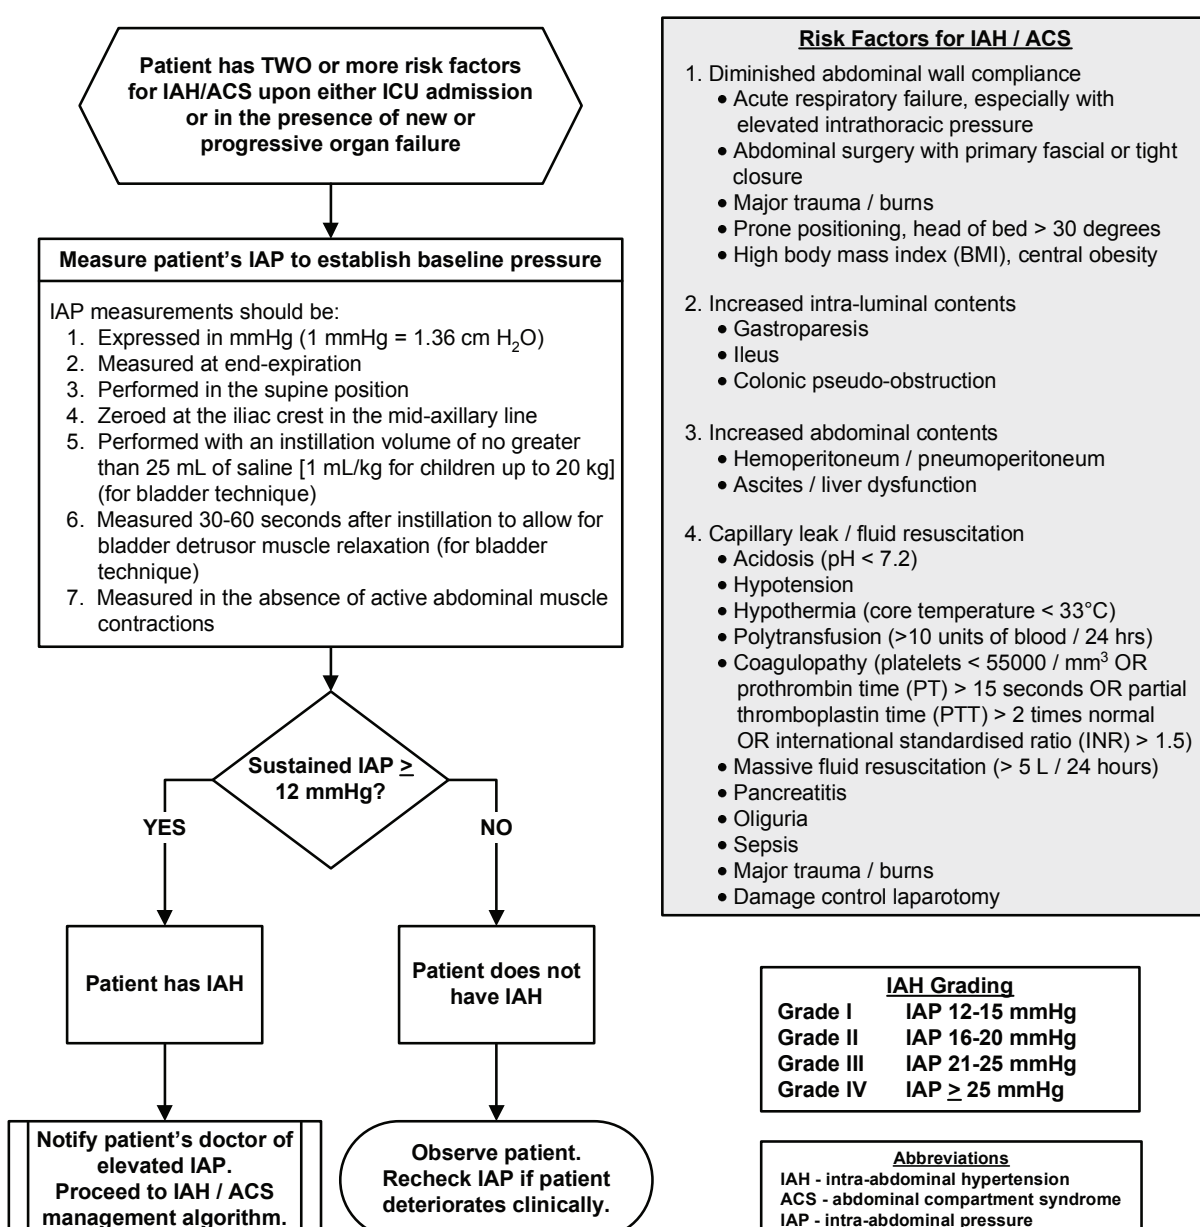 Patient has TWO or more risk factors
for IAH/ACS upon either ICU admission
or in the presence of new or
progressive organ failure
Measure patient's IAP to establish baseline pressure
IAP measurements should be:
1. Expressed in mmHg (1 mmHg = 1.36 cm H₂O)
2. Measured at end-expiration
3. Performed in the supine position
4. Zeroed at the iliac crest in the mid-axillary line
5. Performed with an instillation volume of no greater
than 25 mL of saline [1 mL/kg for children up to 20 kg]
(for bladder technique)
6. Measured 30-60 seconds after instillation to allow for
bladder detrusor muscle relaxation (for bladder
technique)
7. Measured in the absence of active abdominal muscle
contractions
Sustained IAP ≥
12 mmHg?
YES
NO
Patient has IAH
Patient does not
have IAH
Notify patient's doctor of
elevated IAP.
Proceed to IAH / ACS
management algorithm.
Observe patient.
Recheck IAP if patient
deteriorates clinically.
Risk Factors for IAH / ACS
1. Diminished abdominal wall compliance
• Acute respiratory failure, especially with
elevated intrathoracic pressure
• Abdominal surgery with primary fascial or tight
closure
• Major trauma / burns
• Prone positioning, head of bed > 30 degrees
• High body mass index (BMI), central obesity
2. Increased intra-luminal contents
• Gastroparesis
• Ileus
• Colonic pseudo-obstruction
3. Increased abdominal contents
• Hemoperitoneum / pneumoperitoneum
• Ascites / liver dysfunction
4. Capillary leak / fluid resuscitation
• Acidosis (pH < 7.2)
• Hypotension
• Hypothermia (core temperature < 33°C)
• Polytransfusion (>10 units of blood / 24 hrs)
• Coagulopathy (platelets < 55000 / mm³ OR
prothrombin time (PT) > 15 seconds OR partial
thromboplastin time (PTT) > 2 times normal
OR international standardised ratio (INR) > 1.5)
• Massive fluid resuscitation (> 5 L / 24 hours)
• Pancreatitis
• Oliguria
• Sepsis
• Major trauma / burns
• Damage control laparotomy
IAH Grading
Grade I IAP 12-15 mmHg
Grade II IAP 16-20 mmHg
Grade III IAP 21-25 mmHg
Grade IV IAP ≥ 25 mmHg
Abbreviations
IAH - intra-abdominal hypertension
ACS - abdominal compartment syndrome
IAP - intra-abdominal pressure